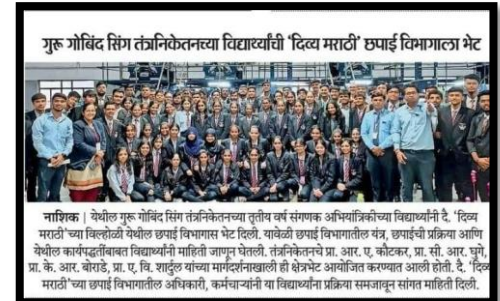 गुरू गोबिंद सिंग तंत्रनिकेतनच्या विद्यार्थ्यांची 'दिव्य मराठी' छपाई विभागाला भेट
नाशिक | येथील गुरू गोबिंद सिंग तंत्रनिकेतनच्या तृतीय वर्ष संगणक अभियांत्रिकीच्या विद्यार्थ्यांनी दै. 'दिव्य
मराठी'च्या विल्होळी येथील छपाई विभागास भेट दिली. यावेळी छपाई विभागातील यंत्र, छपाईची प्रक्रिया आणि
येथील कार्यपद्धतींबाबत विद्यार्थ्यांनी माहिती जाणून घेतली. तंत्रनिकेतनचे प्रा. आर. ए. कौटकर, प्रा. सी. आर. घुगे,
प्रा. के. आर. बोराडे, प्रा. ए. वि. शार्दुल यांच्या मार्गदर्शनाखाली ही क्षेत्रभेट आयोजित करण्यात आली होती. दै. 'दिव्य
मराठी'च्या छपाई विभागातील अधिकारी, कर्मचाऱ्यांनी या विद्यार्थ्यांना प्रक्रिया समजावून सांगत माहिती दिली.